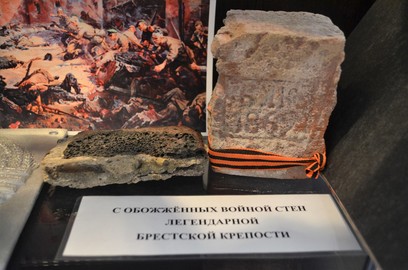 С ОБОЖЖЁННЫХ ВОЙНОЙ СТЕН
ЛЕГЕНДАРНОЙ
БРЕСТСКОЙ КРЕПОСТИ